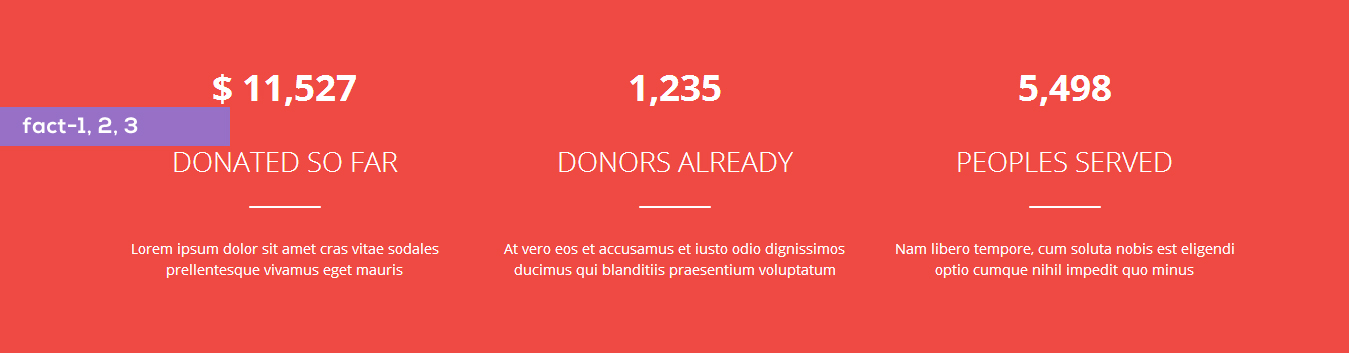 $ 11,527
1,235
5,498
fact-1, 2, 3
DONATED SO FAR
DONORS ALREADY
PEOPLES SERVED
Lorem ipsum dolor sit amet cras vitae sodales
prellentesque vivamus eget mauris
At vero eos et accusamus et iusto odio dignissimos
ducimus qui blanditiis praesentium voluptatum
Nam libero tempore, cum soluta nobis est eligendi
optio cumque nihil impedit quo minus